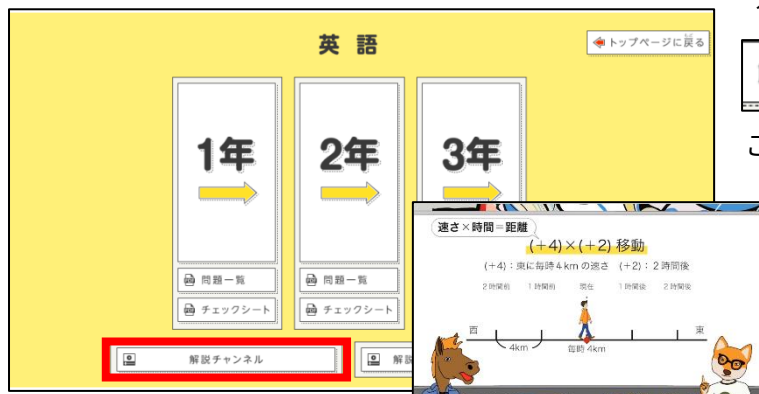 英語
トップページに戻る
1年
2年
3年
問題一覧
問題一覧
チェックシート
チェックシート
解説チャンネル
解説
速さ×時間=距離
(+4)×(+2) 移動
(+4):東に毎時4kmの速さ (+2):2時間後
2時間前 1時間前 現在 1時間後 2時間後
西 東
4km 毎時4km